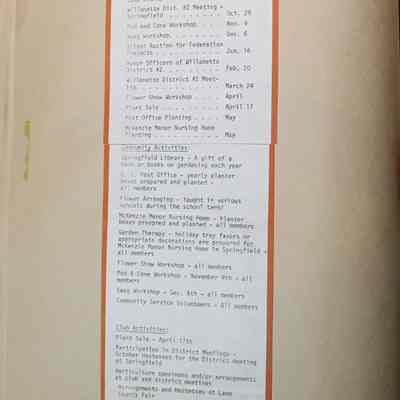 Willamette Dist. #2 Meeting -
Springfield . . . . . . . . Oct. 29
Pod and Cone Workshop. . . . Nov. 9
Swag Workshop. . . . . . . . Dec. 6
Silent Auction for Federation
Projects . . . . . . . . . . Jan. 16
Honor Officers of Willamette
District #2. . . . . . . . . Feb. 20
Willamette District #2 Meet-
ing . . . . . . . . . . . . March 24
Flower Show Workshop . . . . April
Plant Sale . . . . . . . . . April 17
Post Office Planting . . . . May
McKenzie Manor Nursing Home
Planting . . . . . . . . . . May
Community Activities:
Springfield Library - A gift of a
book or books on gardening each year
U. S. Post Office - yearly planter
boxes prepared and planted -
all members
Flower Arranging - taught in various
schools during the school year
McKenzie Manor Nursing Home - Planter
boxes prepared and planted - all members
Garden Therapy - holiday tray favors or
appropriate decorations are prepared for
McKenzie Manor Nursing Home in Springfield -
all members
Flower Show Workshop - all members
Pod & Cone Workshop - November 9th - all
members
Swag Workshop - Dec. 6th - all members
Community Service Volunteers - All members
Club Activities:
Plant Sale - April 17th
Participation in District Meetings -
October Hostesses for the District meeting
at Springfield
Horticulture specimens and/or arrangements
at club and district meetings
Arrangements and Hostesses at Lane
County Fair